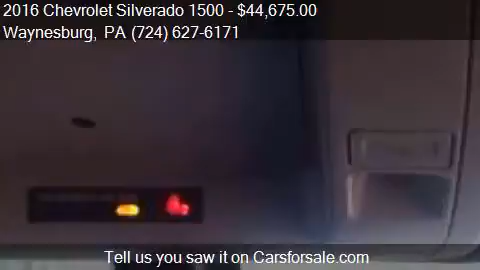 2016 Chevrolet Silverado 1500 - $44,675.00
Waynesburg, PA (724) 627-6171
Tell us you saw it on Carsforsale.com